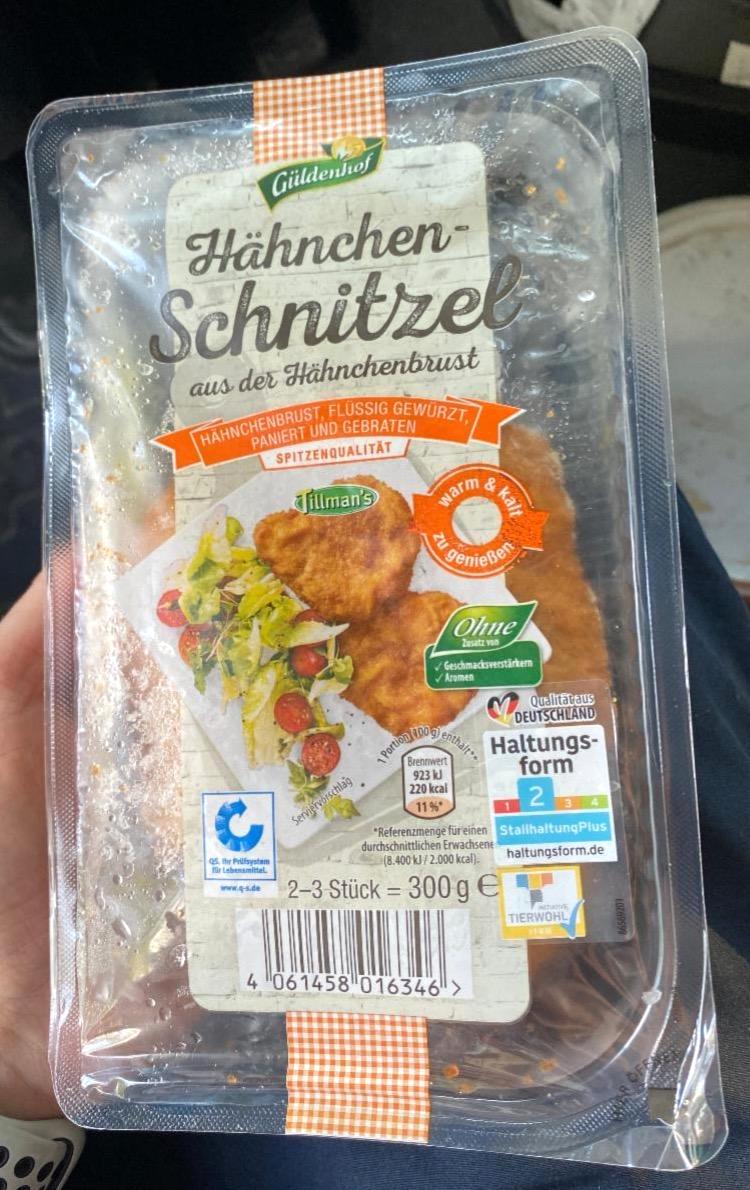 Güldenhof
Hähnchen-
Schnitzel
aus der Hähnchenbrust
HÄHNCHENBRUST, FLÜSSIG GEWÜRZT,
PANIERT UND GEBRATEN
SPITZENQUALITÄT
Tillman's
warm & kalt
zu genießen
Ohne
Zusatz von
✓ Geschmacksverstärkern
✓ Aromen
Qualität aus
DEUTSCHLAND
Haltungs-
form
1 2 3 4
StallhaltungPlus
haltungsform.de
INITIATIVE
TIERWOHL
1 Portion (100 g) enthält**
Brennwert
923 kJ
220 kcal
11 %*
Serviervorschlag
*Referenzmenge für einen
durchschnittlichen Erwachsenen
(8.400 kJ / 2.000 kcal).
QS. Ihr Prüfsystem
für Lebensmittel.
www.q-s.de
2–3 Stück = 300 g e
4 061458 016346 >